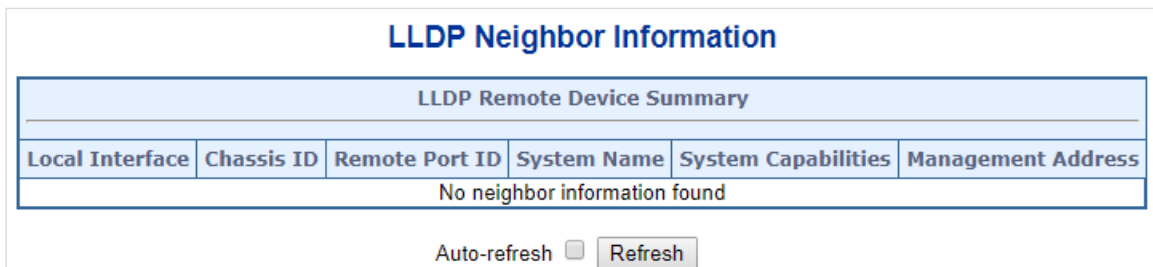 LLDP Neighbor Information
LLDP Remote Device Summary
Local Interface Chassis ID Remote Port ID System Name System Capabilities Management Address
No neighbor information found
Auto-refresh Refresh